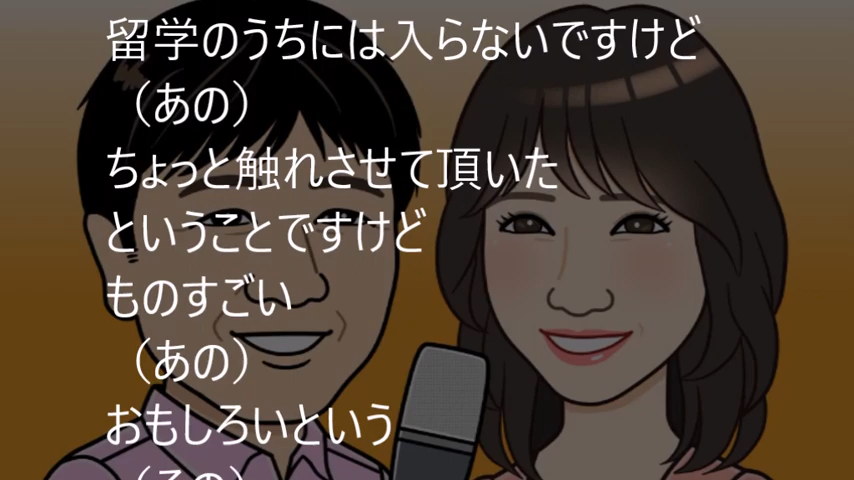 留学のうちには入らないですけど
（あの）
ちょっと触れさせて頂いた
ということですけど
ものすごい
（あの）
おもしろいという
（その）